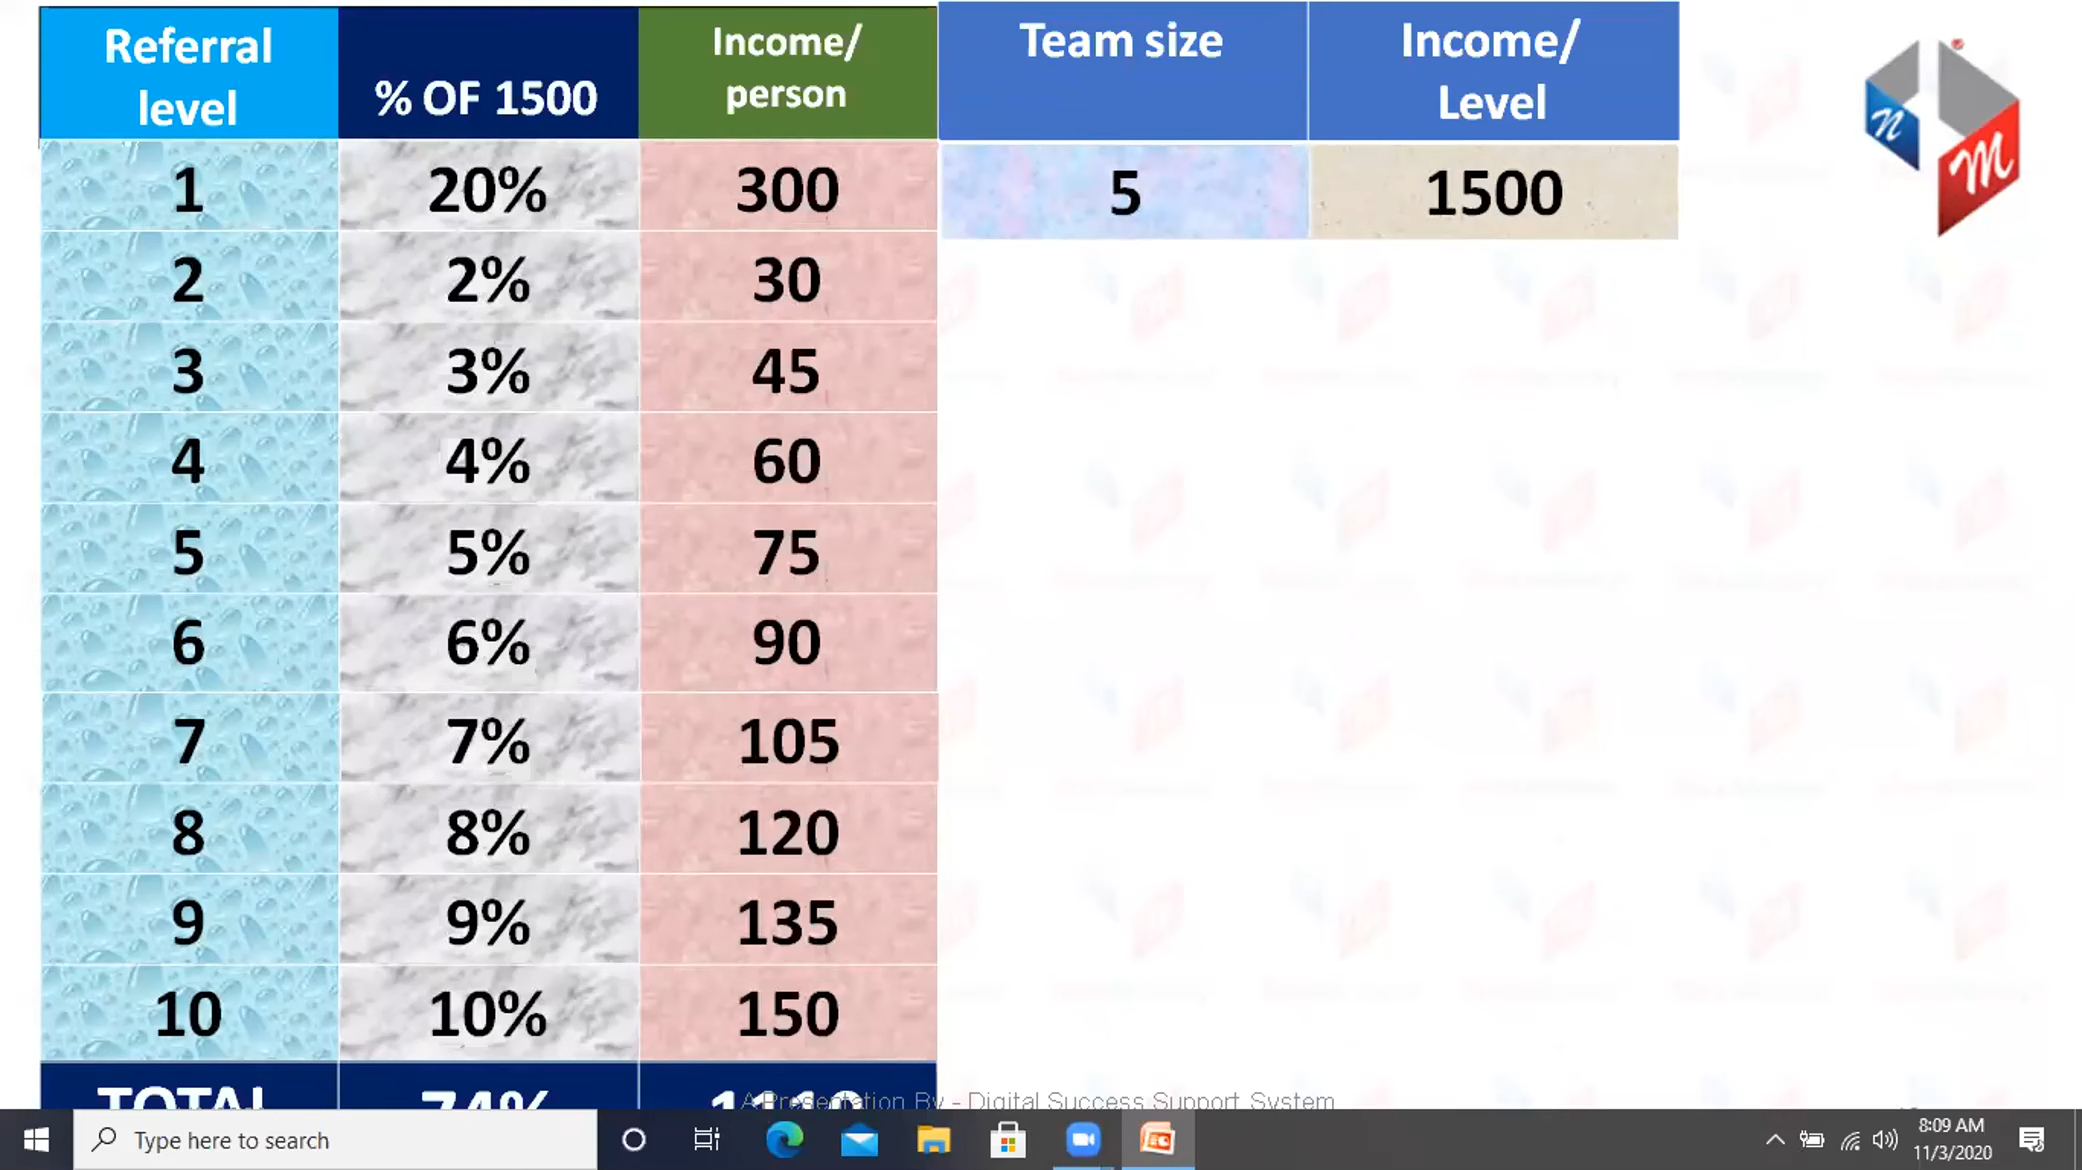 Referral level % OF 1500 Income/ person Team size Income/ Level
1 20% 300 5 1500
2 2% 30
3 3% 45
4 4% 60
5 5% 75
6 6% 90
7 7% 105
8 8% 120
9 9% 135
10 10% 150
TOTAL 74%
A Presentation By - Digital Success Support System
n M
Type here to search
8:09 AM
11/3/2020